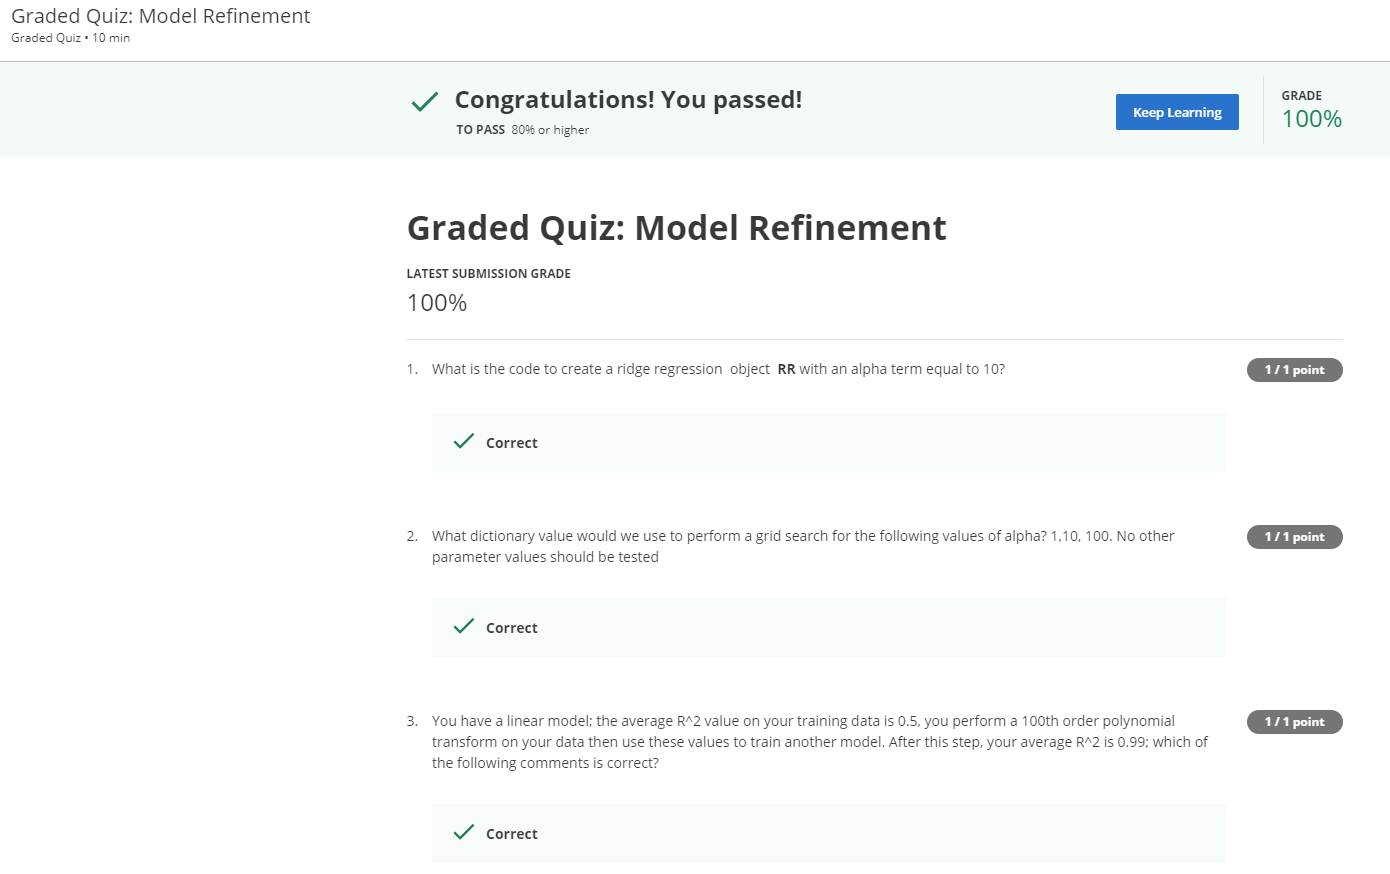 Graded Quiz: Model Refinement
Graded Quiz • 10 min
Congratulations! You passed!
TO PASS 80% or higher
Keep Learning
GRADE
100%
Graded Quiz: Model Refinement
LATEST SUBMISSION GRADE
100%
1. What is the code to create a ridge regression object RR with an alpha term equal to 10?
1 / 1 point
Correct
2. What dictionary value would we use to perform a grid search for the following values of alpha? 1,10, 100. No other
parameter values should be tested
1 / 1 point
Correct
3. You have a linear model; the average R^2 value on your training data is 0.5, you perform a 100th order polynomial
transform on your data then use these values to train another model. After this step, your average R^2 is 0.99; which of
the following comments is correct?
1 / 1 point
Correct